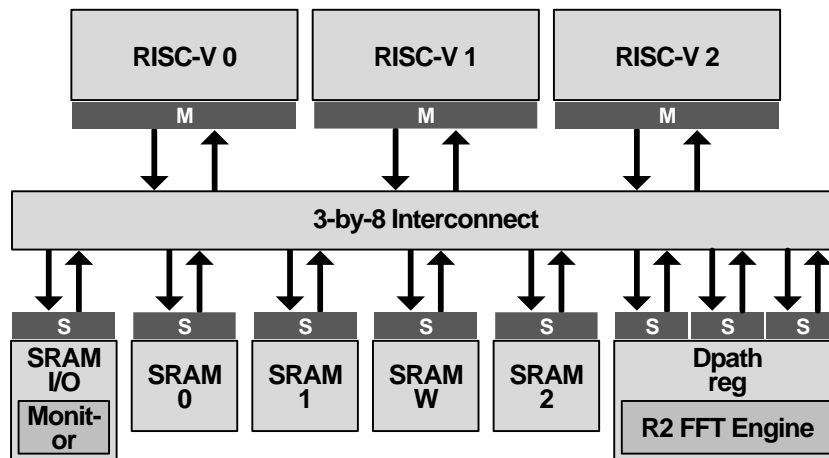 RISC-V 0
RISC-V 1
RISC-V 2
M
M
M
3-by-8 Interconnect
S
S
S
S
S
S
S
S
SRAM
I/O
Monit-
or
SRAM
0
SRAM
1
SRAM
W
SRAM
2
Dpath
reg
R2 FFT Engine